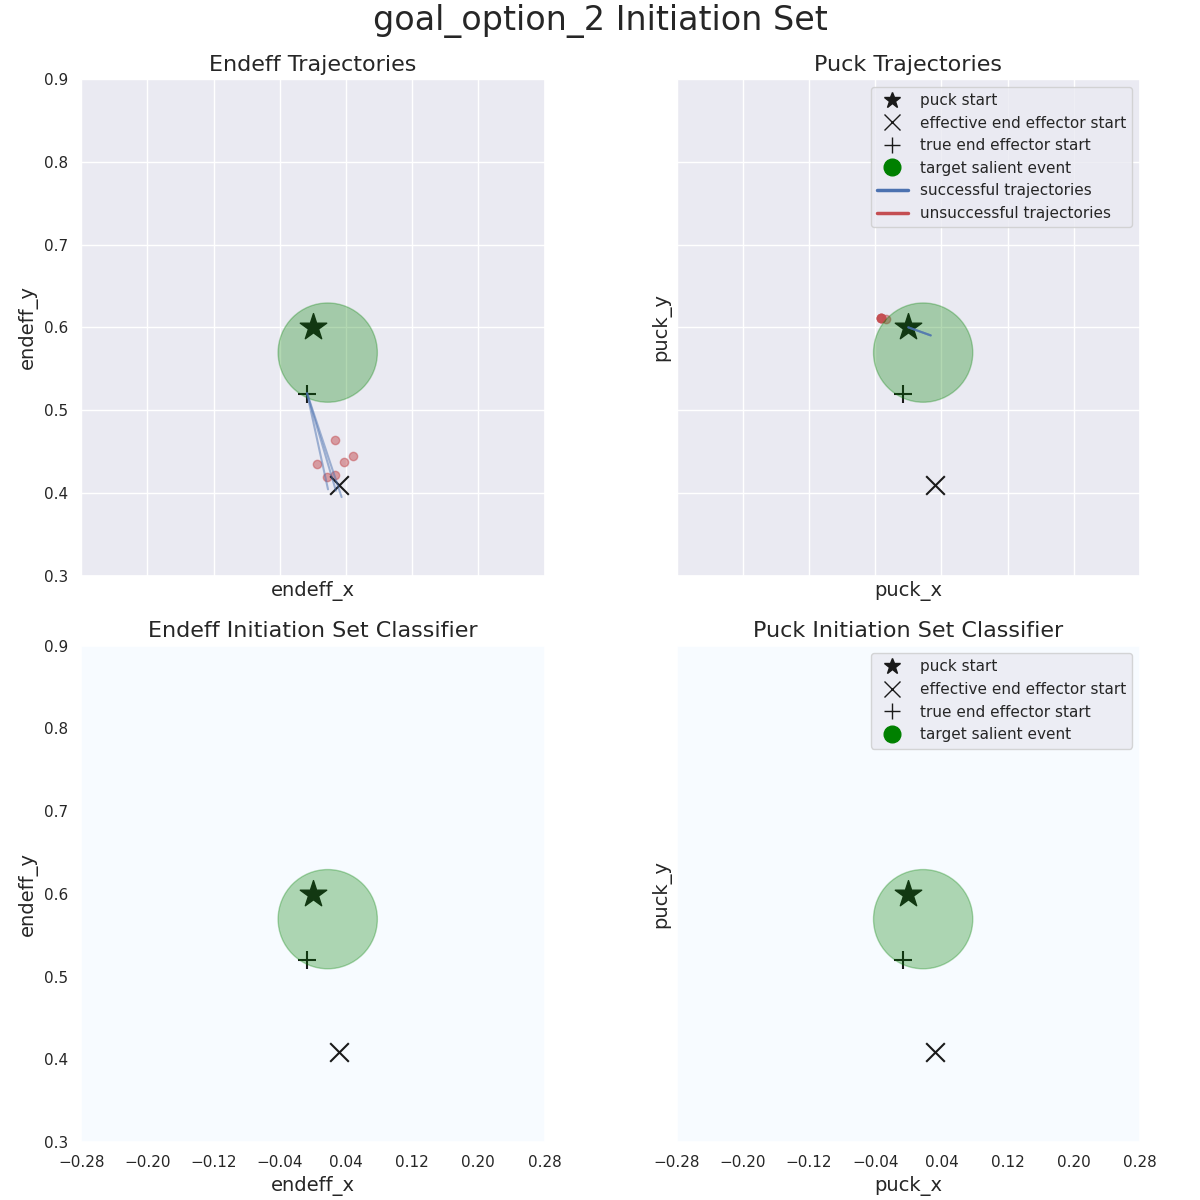 goal_option_2 Initiation Set
Endeff Trajectories
0.9
0.8
0.7
0.6
0.5
0.4
0.3
endeff_y
endeff_x
Puck Trajectories
puck start
effective end effector start
true end effector start
target salient event
successful trajectories
unsuccessful trajectories
puck_y
puck_x
Endeff Initiation Set Classifier
0.9
0.8
0.7
0.6
0.5
0.4
0.3
endeff_y
−0.28 −0.20 −0.12 −0.04 0.04 0.12 0.20 0.28
endeff_x
Puck Initiation Set Classifier
puck start
effective end effector start
true end effector start
target salient event
puck_y
−0.28 −0.20 −0.12 −0.04 0.04 0.12 0.20 0.28
puck_x